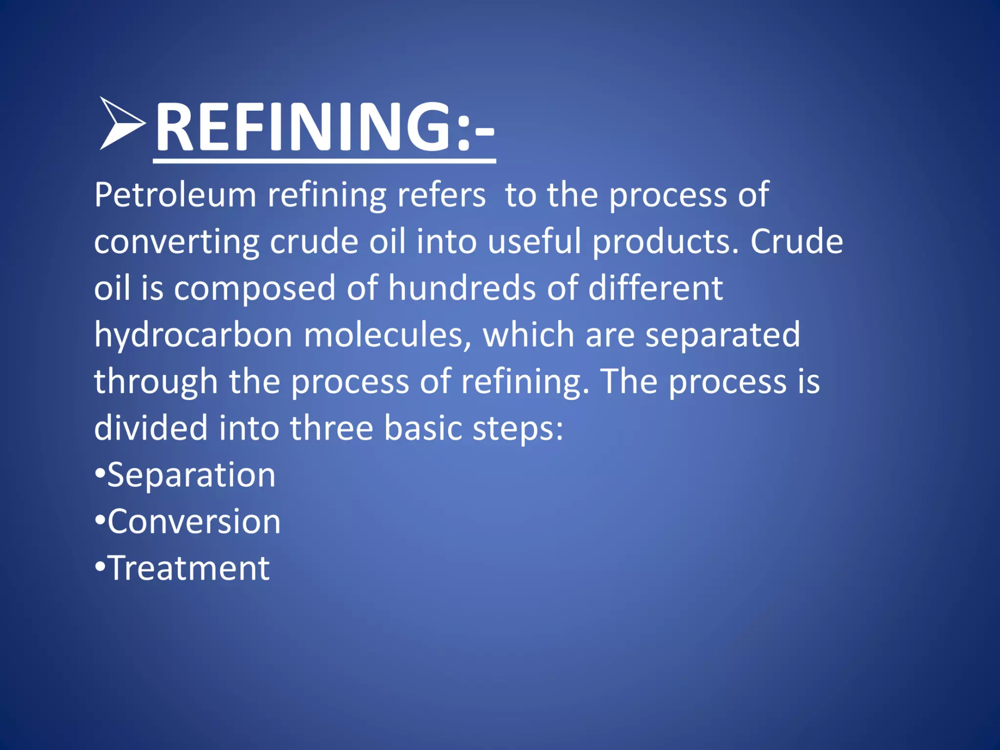 ➢REFINING:-
Petroleum refining refers  to the process of
converting crude oil into useful products. Crude
oil is composed of hundreds of different
hydrocarbon molecules, which are separated
through the process of refining. The process is
divided into three basic steps:
•Separation
•Conversion
•Treatment